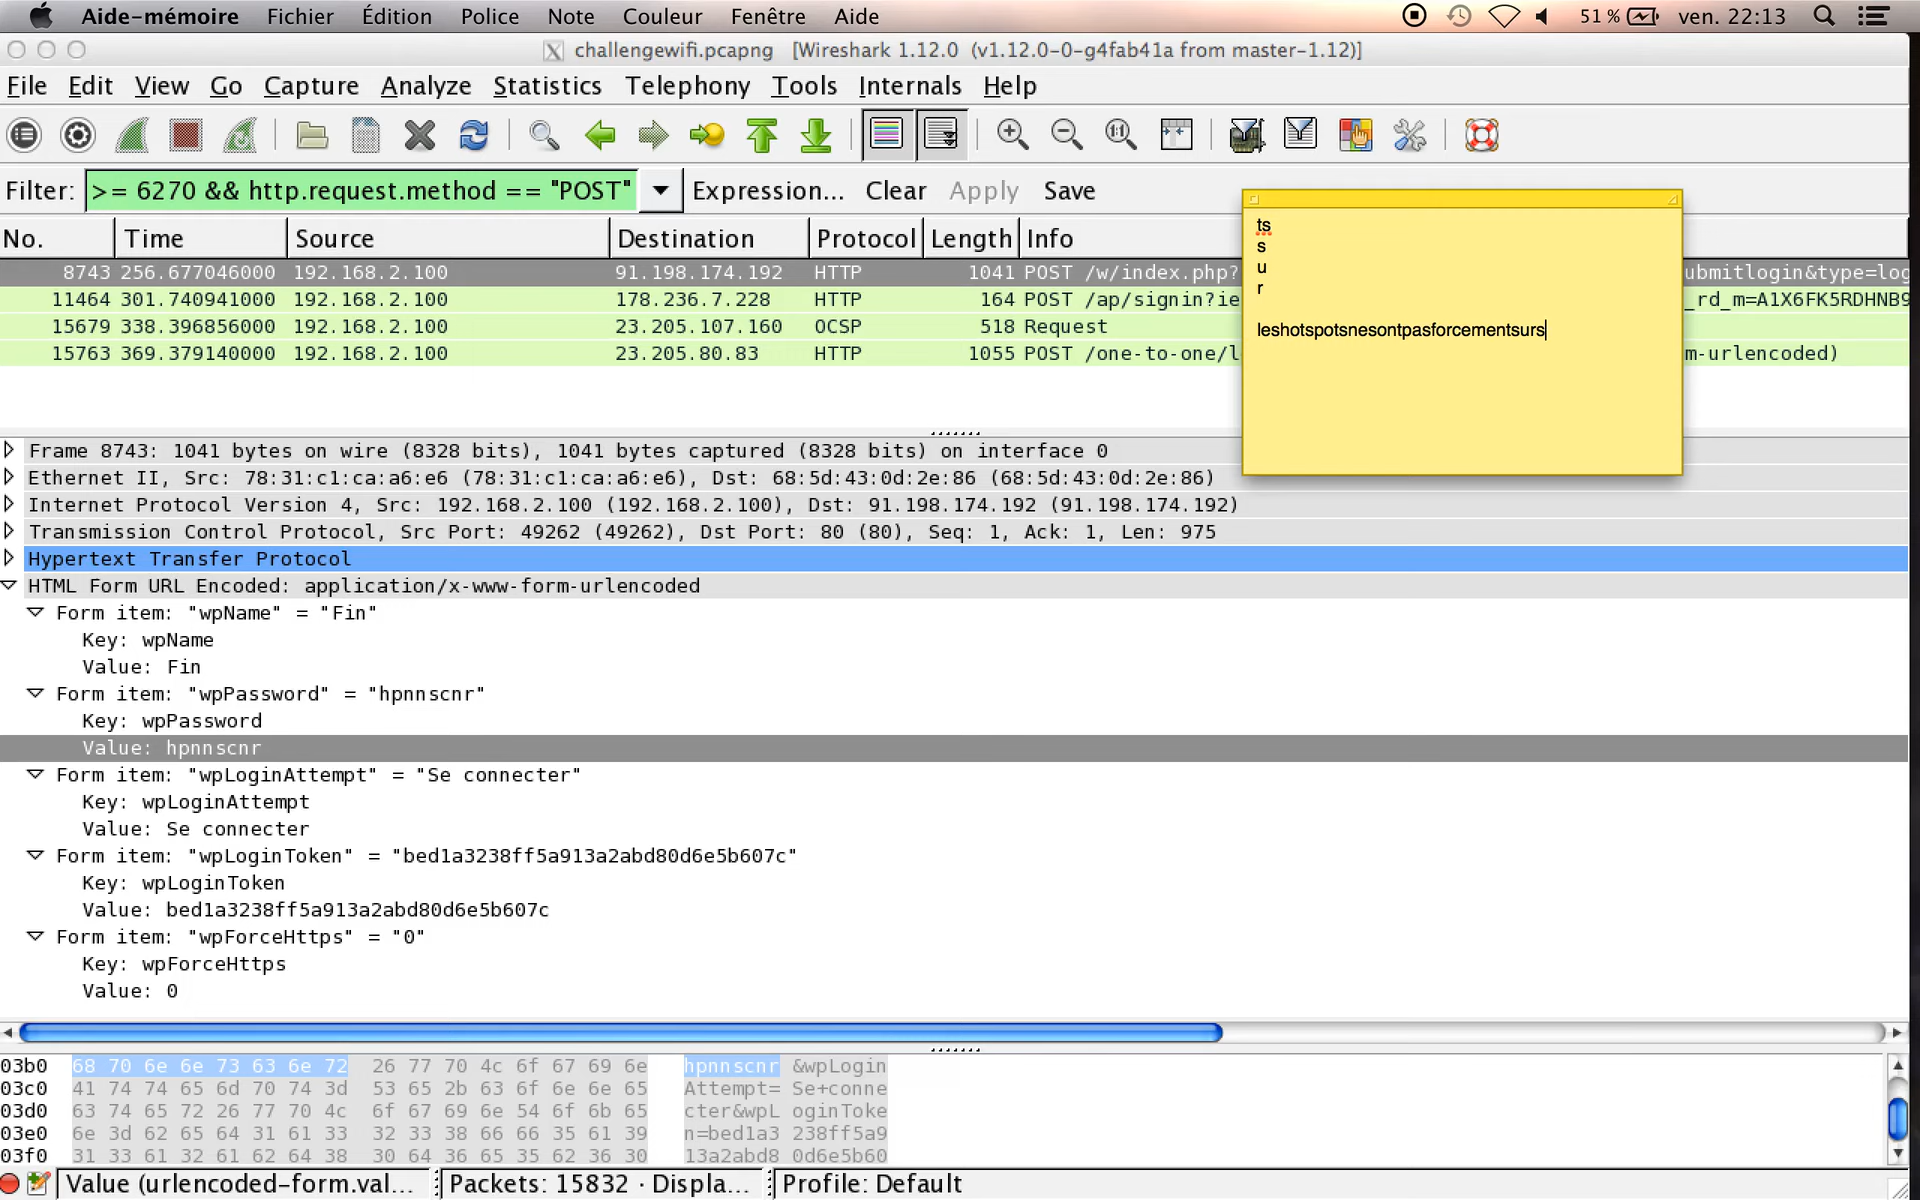 Aide-mémoire Fichier Édition Police Note Couleur Fenêtre Aide 51 % ven. 22:13
challengewifi.pcapng [Wireshark 1.12.0 (v1.12.0-0-g4fab41a from master-1.12)]
File Edit View Go Capture Analyze Statistics Telephony Tools Internals Help
Filter: >= 6270 && http.request.method == "POST" Expression... Clear Apply Save
No. Time Source Destination Protocol Length Info
8743 256.677046000 192.168.2.100 91.198.174.192 HTTP 1041 POST /w/index.php? ubmitlogin&type=log
11464 301.740941000 192.168.2.100 178.236.7.228 HTTP 164 POST /ap/signin?ie _rd_m=A1X6FK5RDHNB9
15679 338.396856000 192.168.2.100 23.205.107.160 OCSP 518 Request
15763 369.379140000 192.168.2.100 23.205.80.83 HTTP 1055 POST /one-to-one/l m-urlencoded)
ts
s
u
r
leshotspotsnesontpasforcementsurs
Frame 8743: 1041 bytes on wire (8328 bits), 1041 bytes captured (8328 bits) on interface 0
Ethernet II, Src: 78:31:c1:ca:a6:e6 (78:31:c1:ca:a6:e6), Dst: 68:5d:43:0d:2e:86 (68:5d:43:0d:2e:86)
Internet Protocol Version 4, Src: 192.168.2.100 (192.168.2.100), Dst: 91.198.174.192 (91.198.174.192)
Transmission Control Protocol, Src Port: 49262 (49262), Dst Port: 80 (80), Seq: 1, Ack: 1, Len: 975
Hypertext Transfer Protocol
HTML Form URL Encoded: application/x-www-form-urlencoded
Form item: "wpName" = "Fin"
Key: wpName
Value: Fin
Form item: "wpPassword" = "hpnnscnr"
Key: wpPassword
Value: hpnnscnr
Form item: "wpLoginAttempt" = "Se connecter"
Key: wpLoginAttempt
Value: Se connecter
Form item: "wpLoginToken" = "bed1a3238ff5a913a2abd80d6e5b607c"
Key: wpLoginToken
Value: bed1a3238ff5a913a2abd80d6e5b607c
Form item: "wpForceHttps" = "0"
Key: wpForceHttps
Value: 0
03b0 68 70 6e 6e 73 63 6e 72 26 77 70 4c 6f 67 69 6e hpnnscnr &wpLogin
03c0 41 74 74 65 6d 70 74 3d 53 65 2b 63 6f 6e 6e 65 Attempt= Se+conne
03d0 63 74 65 72 26 77 70 4c 6f 67 69 6e 54 6f 6b 65 cter&wpL oginToke
03e0 6e 3d 62 65 64 31 61 33 32 33 38 66 66 35 61 39 n=bed1a3 238ff5a9
03f0 31 33 61 32 61 62 64 38 30 64 36 65 35 62 36 30 13a2abd8 0d6e5b60
Value (urlencoded-form.val... Packets: 15832 · Displa... Profile: Default